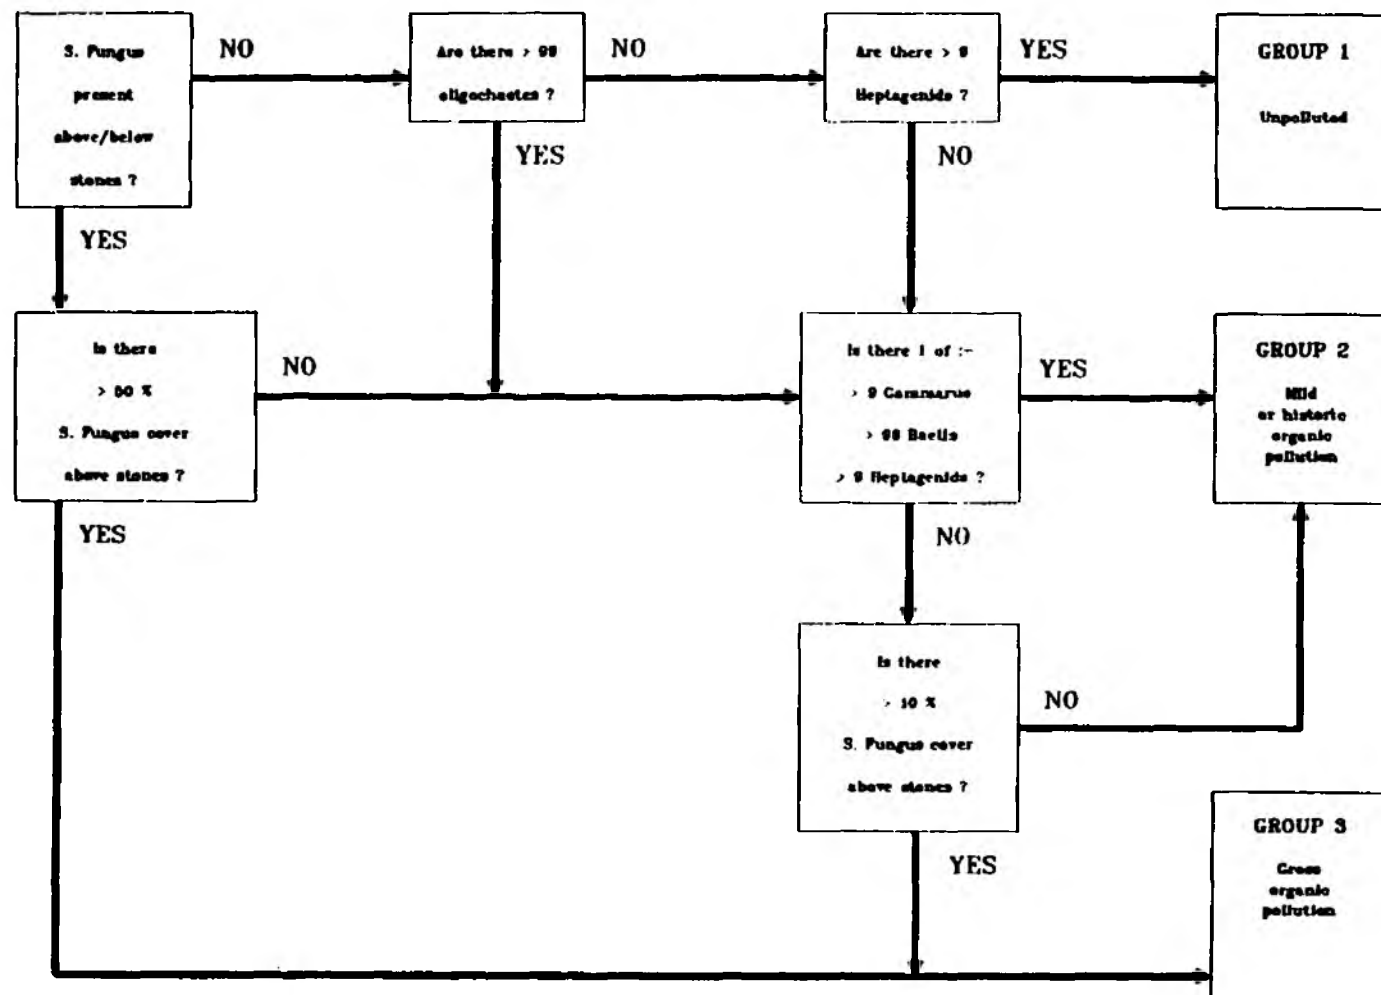 S. Fungus
present
above/below
stones ?
NO
Are there > 99
oligochaetes ?
NO
Are there > 9
Heptagenids ?
YES
GROUP 1
Unpolluted
YES
YES
NO
Is there
> 50 %
S. Fungus cover
above stones ?
NO
Is there 1 of :-
> 9 Gammarus
> 99 Baetis
> 9 Heptagenids ?
YES
GROUP 2
Mild
or historic
organic
pollution
YES
NO
Is there
> 10 %
S. Fungus cover
above stones ?
NO
YES
GROUP 3
Gross
organic
pollution